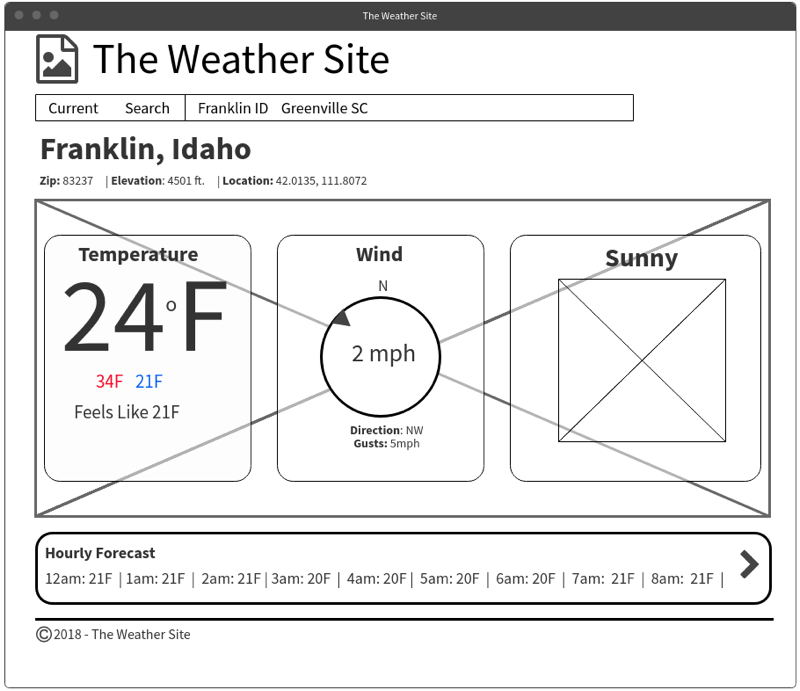 The Weather Site
The Weather Site
Current Search Franklin ID Greenville SC
Franklin, Idaho
Zip: 83237 | Elevation: 4501 ft. | Location: 42.0135, 111.8072
Temperature
24°F
34F 21F
Feels Like 21F
Wind
N
2 mph
Direction: NW
Gusts: 5mph
Sunny
Hourly Forecast
12am: 21F | 1am: 21F | 2am: 21F | 3am: 20F | 4am: 20F | 5am: 20F | 6am: 20F | 7am: 21F | 8am: 21F |
©2018 - The Weather Site